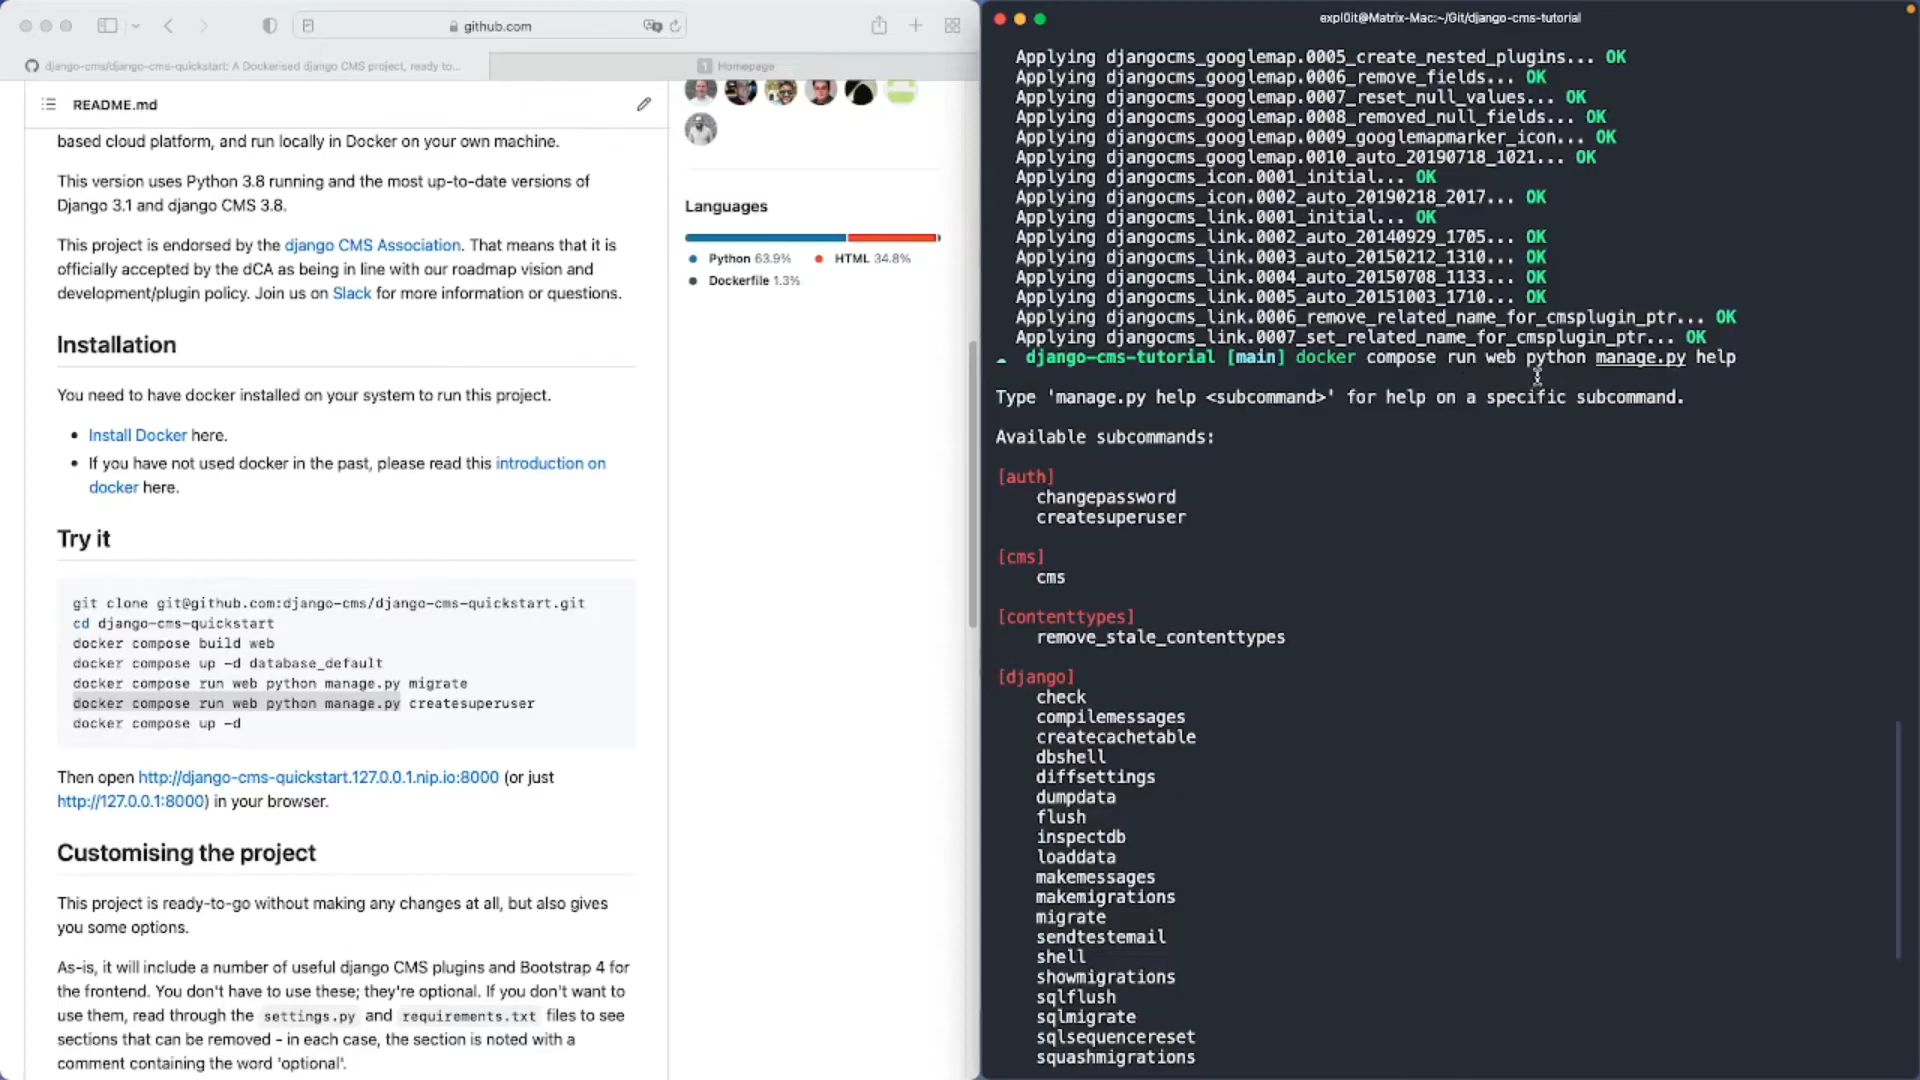 github.com
django-cms/django-cms-quickstart: A Dockerised django CMS project, ready to...
1 Homepage
README.md
based cloud platform, and run locally in Docker on your own machine.
This version uses Python 3.8 running and the most up-to-date versions of
Django 3.1 and django CMS 3.8.
This project is endorsed by the django CMS Association. That means that it is
officially accepted by the dCA as being in line with our roadmap vision and
development/plugin policy. Join us on Slack for more information or questions.
Installation
You need to have docker installed on your system to run this project.
• Install Docker here.
• If you have not used docker in the past, please read this introduction on
docker here.
Try it
git clone git@github.com:django-cms/django-cms-quickstart.git
cd django-cms-quickstart
docker compose build web
docker compose up -d database_default
docker compose run web python manage.py migrate
docker compose run web python manage.py createsuperuser
docker compose up -d
Then open http://django-cms-quickstart.127.0.0.1.nip.io:8000 (or just
http://127.0.0.1:8000) in your browser.
Customising the project
This project is ready-to-go without making any changes at all, but also gives
you some options.
As-is, it will include a number of useful django CMS plugins and Bootstrap 4 for
the frontend. You don't have to use these; they're optional. If you don't want to
use them, read through the settings.py and requirements.txt files to see
sections that can be removed - in each case, the section is noted with a
comment containing the word 'optional'.
Languages
Python 63.9% HTML 34.8%
Dockerfile 1.3%
expl0it@Matrix-Mac:~/Git/django-cms-tutorial
Applying djangocms_googlemap.0005_create_nested_plugins... OK
Applying djangocms_googlemap.0006_remove_fields... OK
Applying djangocms_googlemap.0007_reset_null_values... OK
Applying djangocms_googlemap.0008_removed_null_fields... OK
Applying djangocms_googlemap.0009_googlemapmarker_icon... OK
Applying djangocms_googlemap.0010_auto_20190718_1021... OK
Applying djangocms_icon.0001_initial... OK
Applying djangocms_icon.0002_auto_20190218_2017... OK
Applying djangocms_link.0001_initial... OK
Applying djangocms_link.0002_auto_20140929_1705... OK
Applying djangocms_link.0003_auto_20150212_1310... OK
Applying djangocms_link.0004_auto_20150708_1133... OK
Applying djangocms_link.0005_auto_20151003_1710... OK
Applying djangocms_link.0006_remove_related_name_for_cmsplugin_ptr... OK
Applying djangocms_link.0007_set_related_name_for_cmsplugin_ptr... OK
django-cms-tutorial [main] docker compose run web python manage.py help
Type 'manage.py help <subcommand>' for help on a specific subcommand.
Available subcommands:
[auth]
changepassword
createsuperuser
[cms]
cms
[contenttypes]
remove_stale_contenttypes
[django]
check
compilemessages
createcachetable
dbshell
diffsettings
dumpdata
flush
inspectdb
loaddata
makemessages
makemigrations
migrate
sendtestemail
shell
showmigrations
sqlflush
sqlmigrate
sqlsequencereset
squashmigrations